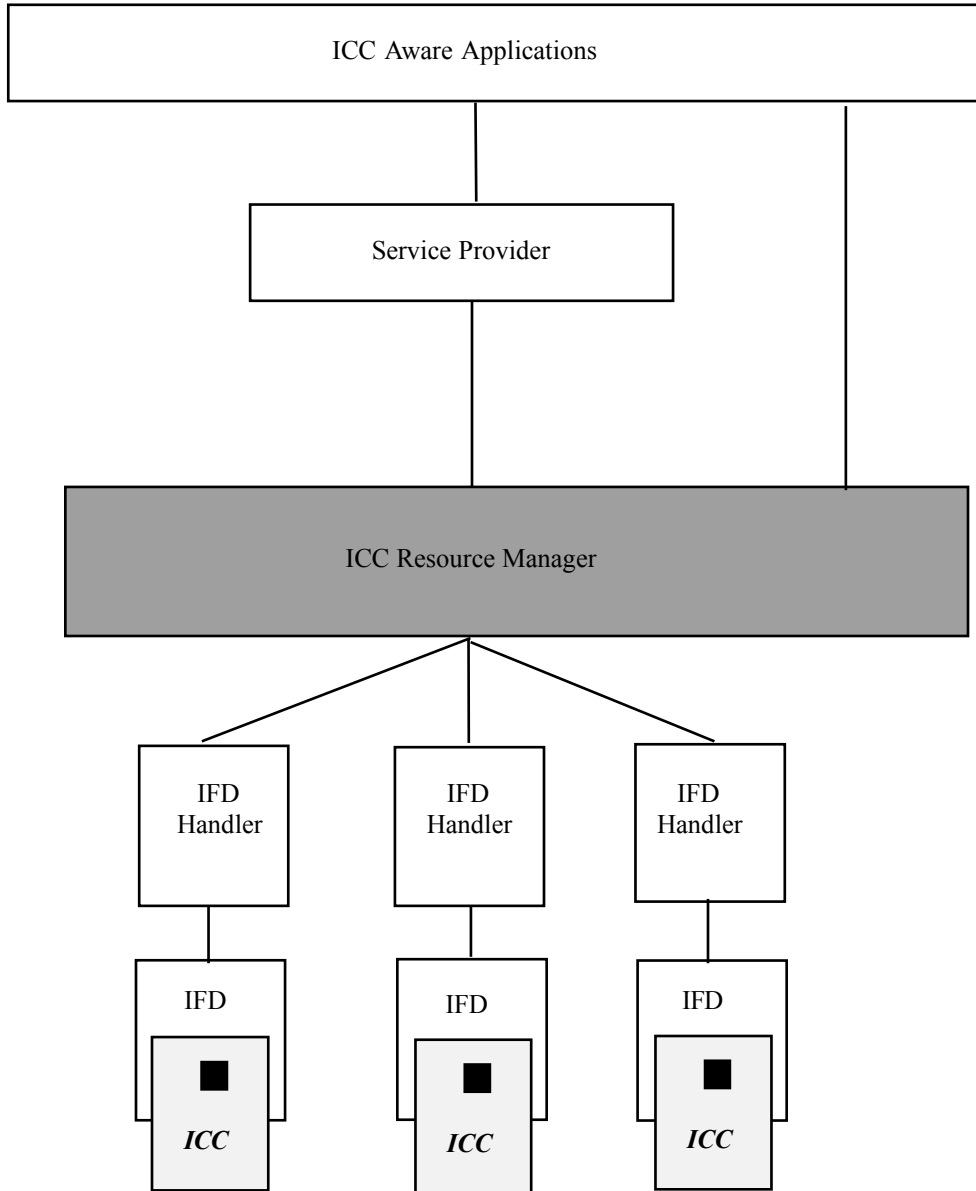 ICC Aware Applications
Service Provider
ICC Resource Manager
IFD
Handler
IFD
Handler
IFD
Handler
IFD
IFD
IFD
ICC
ICC
ICC